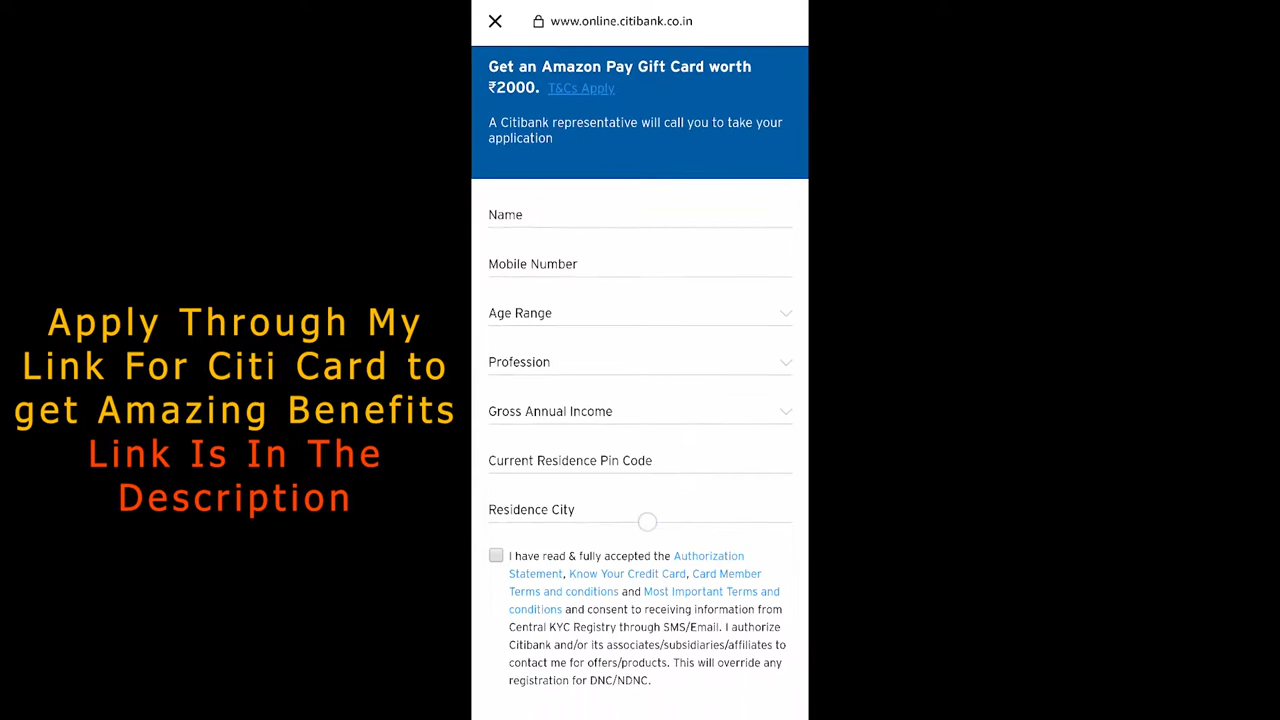 www.online.citibank.co.in
Get an Amazon Pay Gift Card worth
₹2000. T&Cs Apply
A Citibank representative will call you to take your
application
Name
Mobile Number
Age Range
Profession
Gross Annual Income
Current Residence Pin Code
Residence City
I have read & fully accepted the Authorization
Statement, Know Your Credit Card, Card Member
Terms and conditions and Most Important Terms and
conditions and consent to receiving information from
Central KYC Registry through SMS/Email. I authorize
Citibank and/or its associates/subsidiaries/affiliates to
contact me for offers/products. This will override any
registration for DNC/NDNC.
Apply Through My
Link For Citi Card to
get Amazing Benefits
Link Is In The
Description